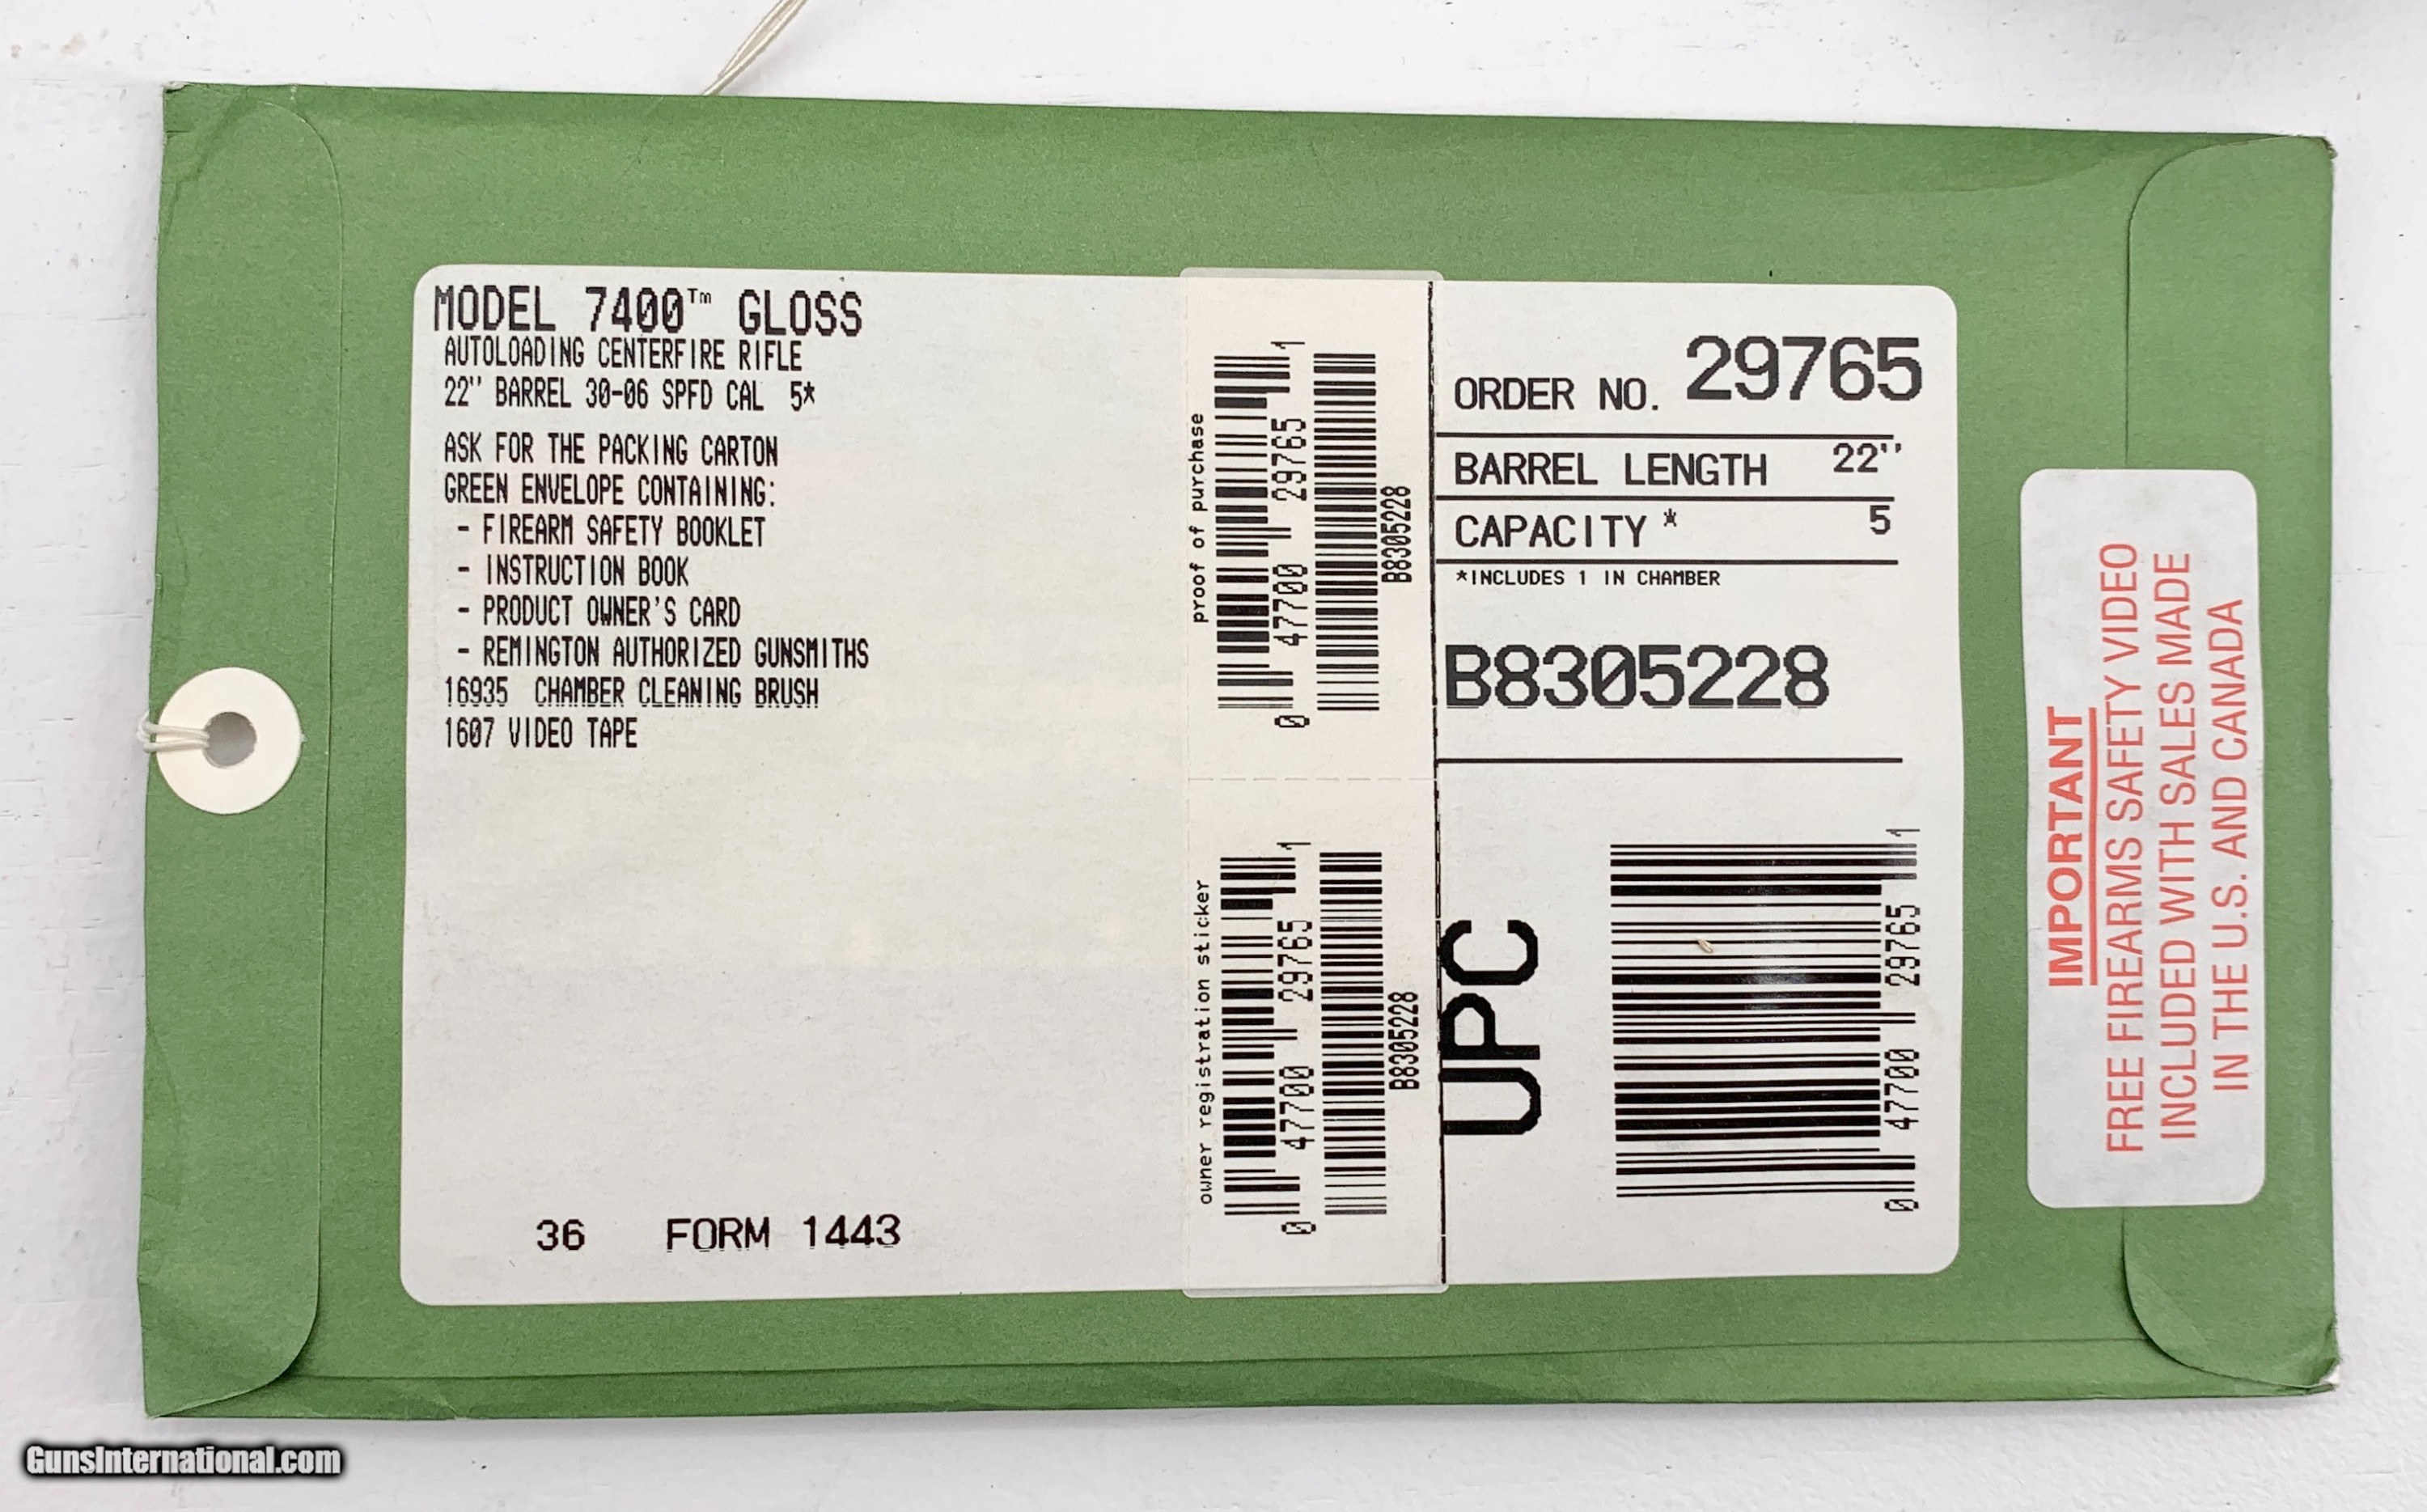 MODEL 7400™ GLOSS
AUTOLOADING CENTERFIRE RIFLE
22" BARREL 30-06 SPFD CAL 5*
ASK FOR THE PACKING CARTON
GREEN ENVELOPE CONTAINING:
- FIREARM SAFETY BOOKLET
- INSTRUCTION BOOK
- PRODUCT OWNER'S CARD
- REMINGTON AUTHORIZED GUNSMITHS
16935 CHAMBER CLEANING BRUSH
1607 VIDEO TAPE
36 FORM 1443
proof of purchase
0 47700 29765 1
B8305228
owner registration sticker
0 47700 29765 1
B8305228
ORDER NO. 29765
BARREL LENGTH 22"
CAPACITY * 5
*INCLUDES 1 IN CHAMBER
B8305228
UPC
0 47700 29765 1
IMPORTANT
FREE FIREARMS SAFETY VIDEO
INCLUDED WITH SALES MADE
IN THE U.S. AND CANADA
GunsInternational.com